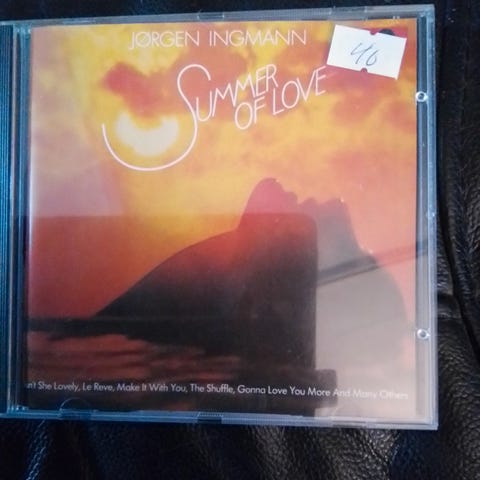 JØRGEN INGMANN
46
SUMMER
OF LOVE
n't She Lovely, Le Reve, Make It With You, The Shuffle, Gonna Love You More And Many Others